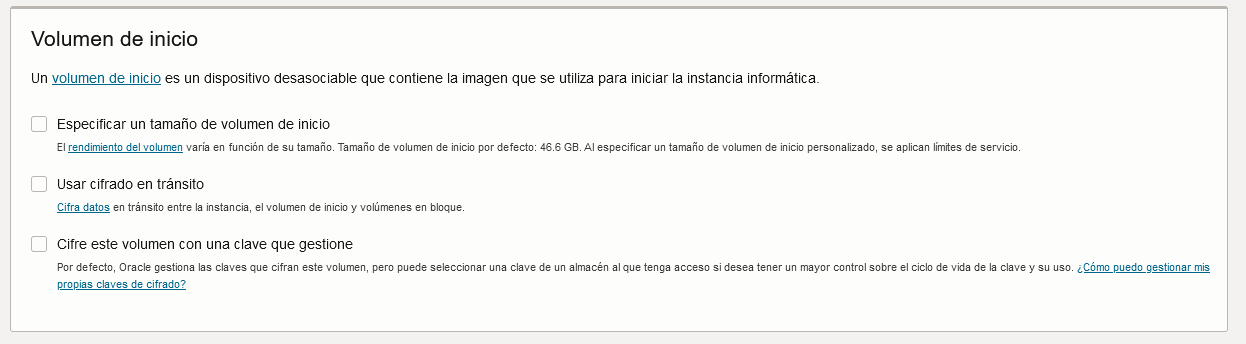 Volumen de inicio
Un volumen de inicio es un dispositivo desasociable que contiene la imagen que se utiliza para iniciar la instancia informática.
Especificar un tamaño de volumen de inicio
El rendimiento del volumen varía en función de su tamaño. Tamaño de volumen de inicio por defecto: 46.6 GB. Al especificar un tamaño de volumen de inicio personalizado, se aplican límites de servicio.
Usar cifrado en tránsito
Cifra datos en tránsito entre la instancia, el volumen de inicio y volúmenes en bloque.
Cifre este volumen con una clave que gestione
Por defecto, Oracle gestiona las claves que cifran este volumen, pero puede seleccionar una clave de un almacén al que tenga acceso si desea tener un mayor control sobre el ciclo de vida de la clave y su uso. ¿Cómo puedo gestionar mis
propias claves de cifrado?